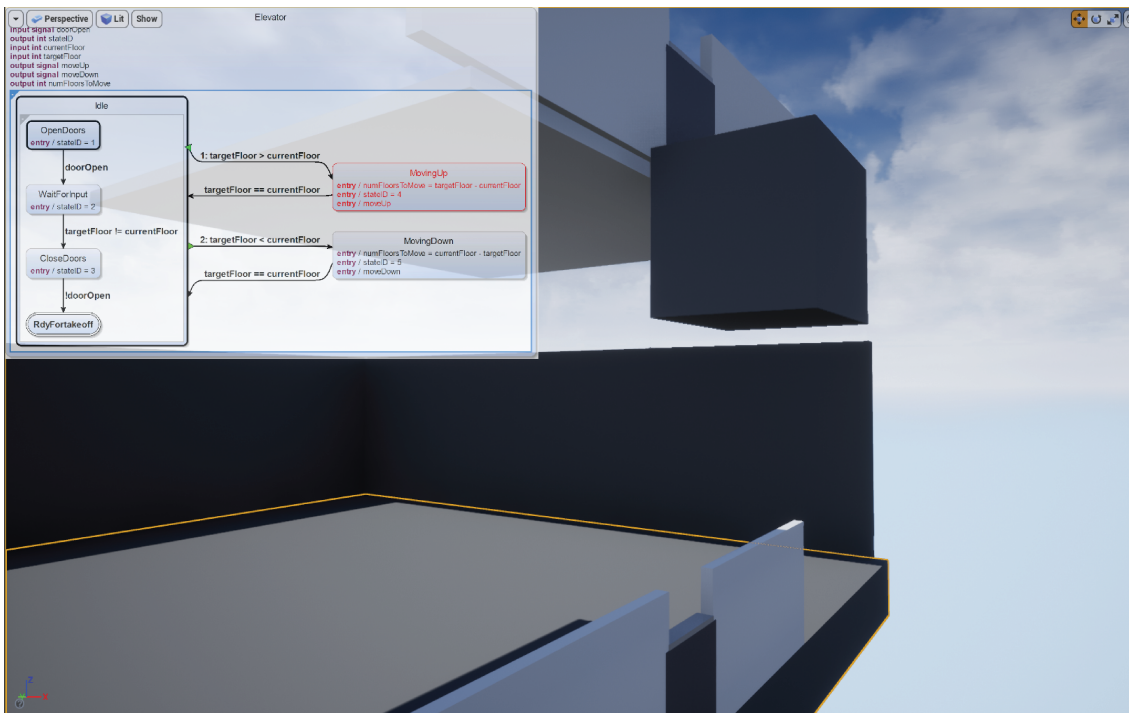 Perspective Lit Show
Elevator
input signal doorOpen
output int stateID
input int currentFloor
input int targetFloor
output signal moveUp
output signal moveDown
output int numFloorsToMove
Idle
OpenDoors
entry / stateID = 1
doorOpen
WaitForInput
entry / stateID = 2
targetFloor != currentFloor
CloseDoors
entry / stateID = 3
!doorOpen
RdyFortakeoff
1: targetFloor > currentFloor
targetFloor == currentFloor
2: targetFloor < currentFloor
targetFloor == currentFloor
MovingUp
entry / numFloorsToMove = targetFloor - currentFloor
entry / stateID = 4
entry / moveUp
MovingDown
entry / numFloorsToMove = currentFloor - targetFloor
entry / stateID = 5
entry / moveDown
Z
X